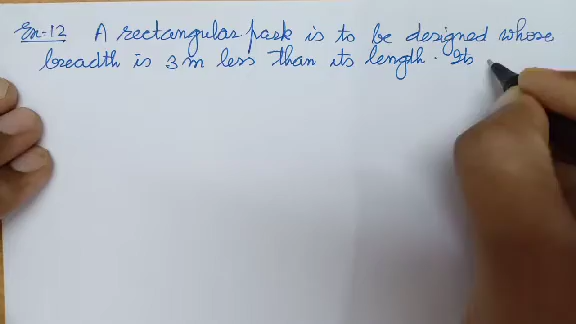 Ex-12 A rectangular park is to be designed whose
breadth is 3 m less than its length. Its